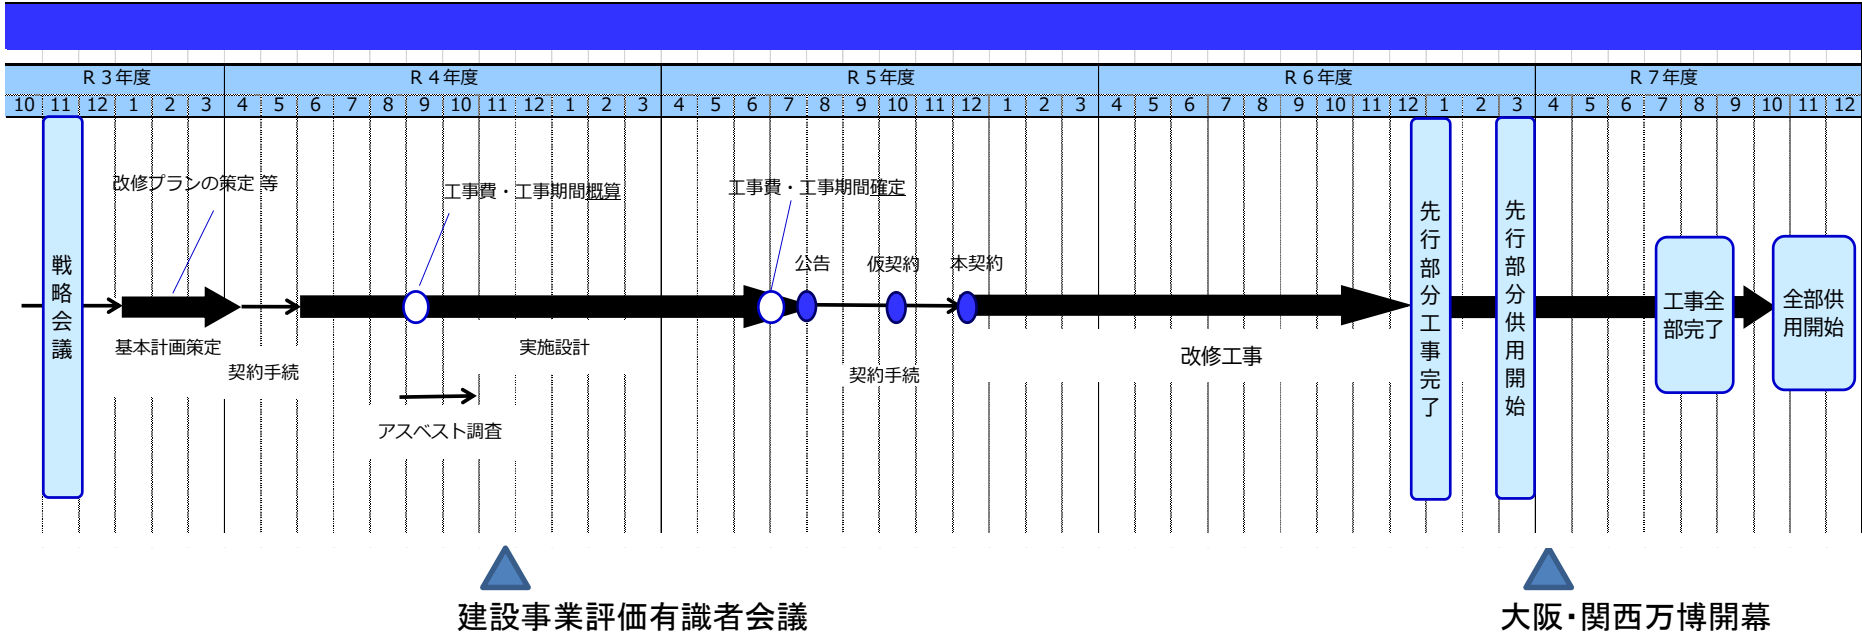 R３年度 R４年度 R５年度 R６年度 R７年度
10 11 12 1 2 3 4 5 6 7 8 9 10 11 12 1 2 3 4 5 6 7 8 9 10 11 12 1 2 3 4 5 6 7 8 9 10 11 12 1 2 3 4 5 6 7 8 9 10 11 12
戦略会議
改修プランの策定 等
基本計画策定
契約手続
工事費・工事期間概算
実施設計
アスベスト調査
工事費・工事期間確定
公告
仮契約
本契約
契約手続
改修工事
先行部分工事完了
先行部分供用開始
工事全
部完了
全部供
用開始
建設事業評価有識者会議
大阪・関西万博開幕